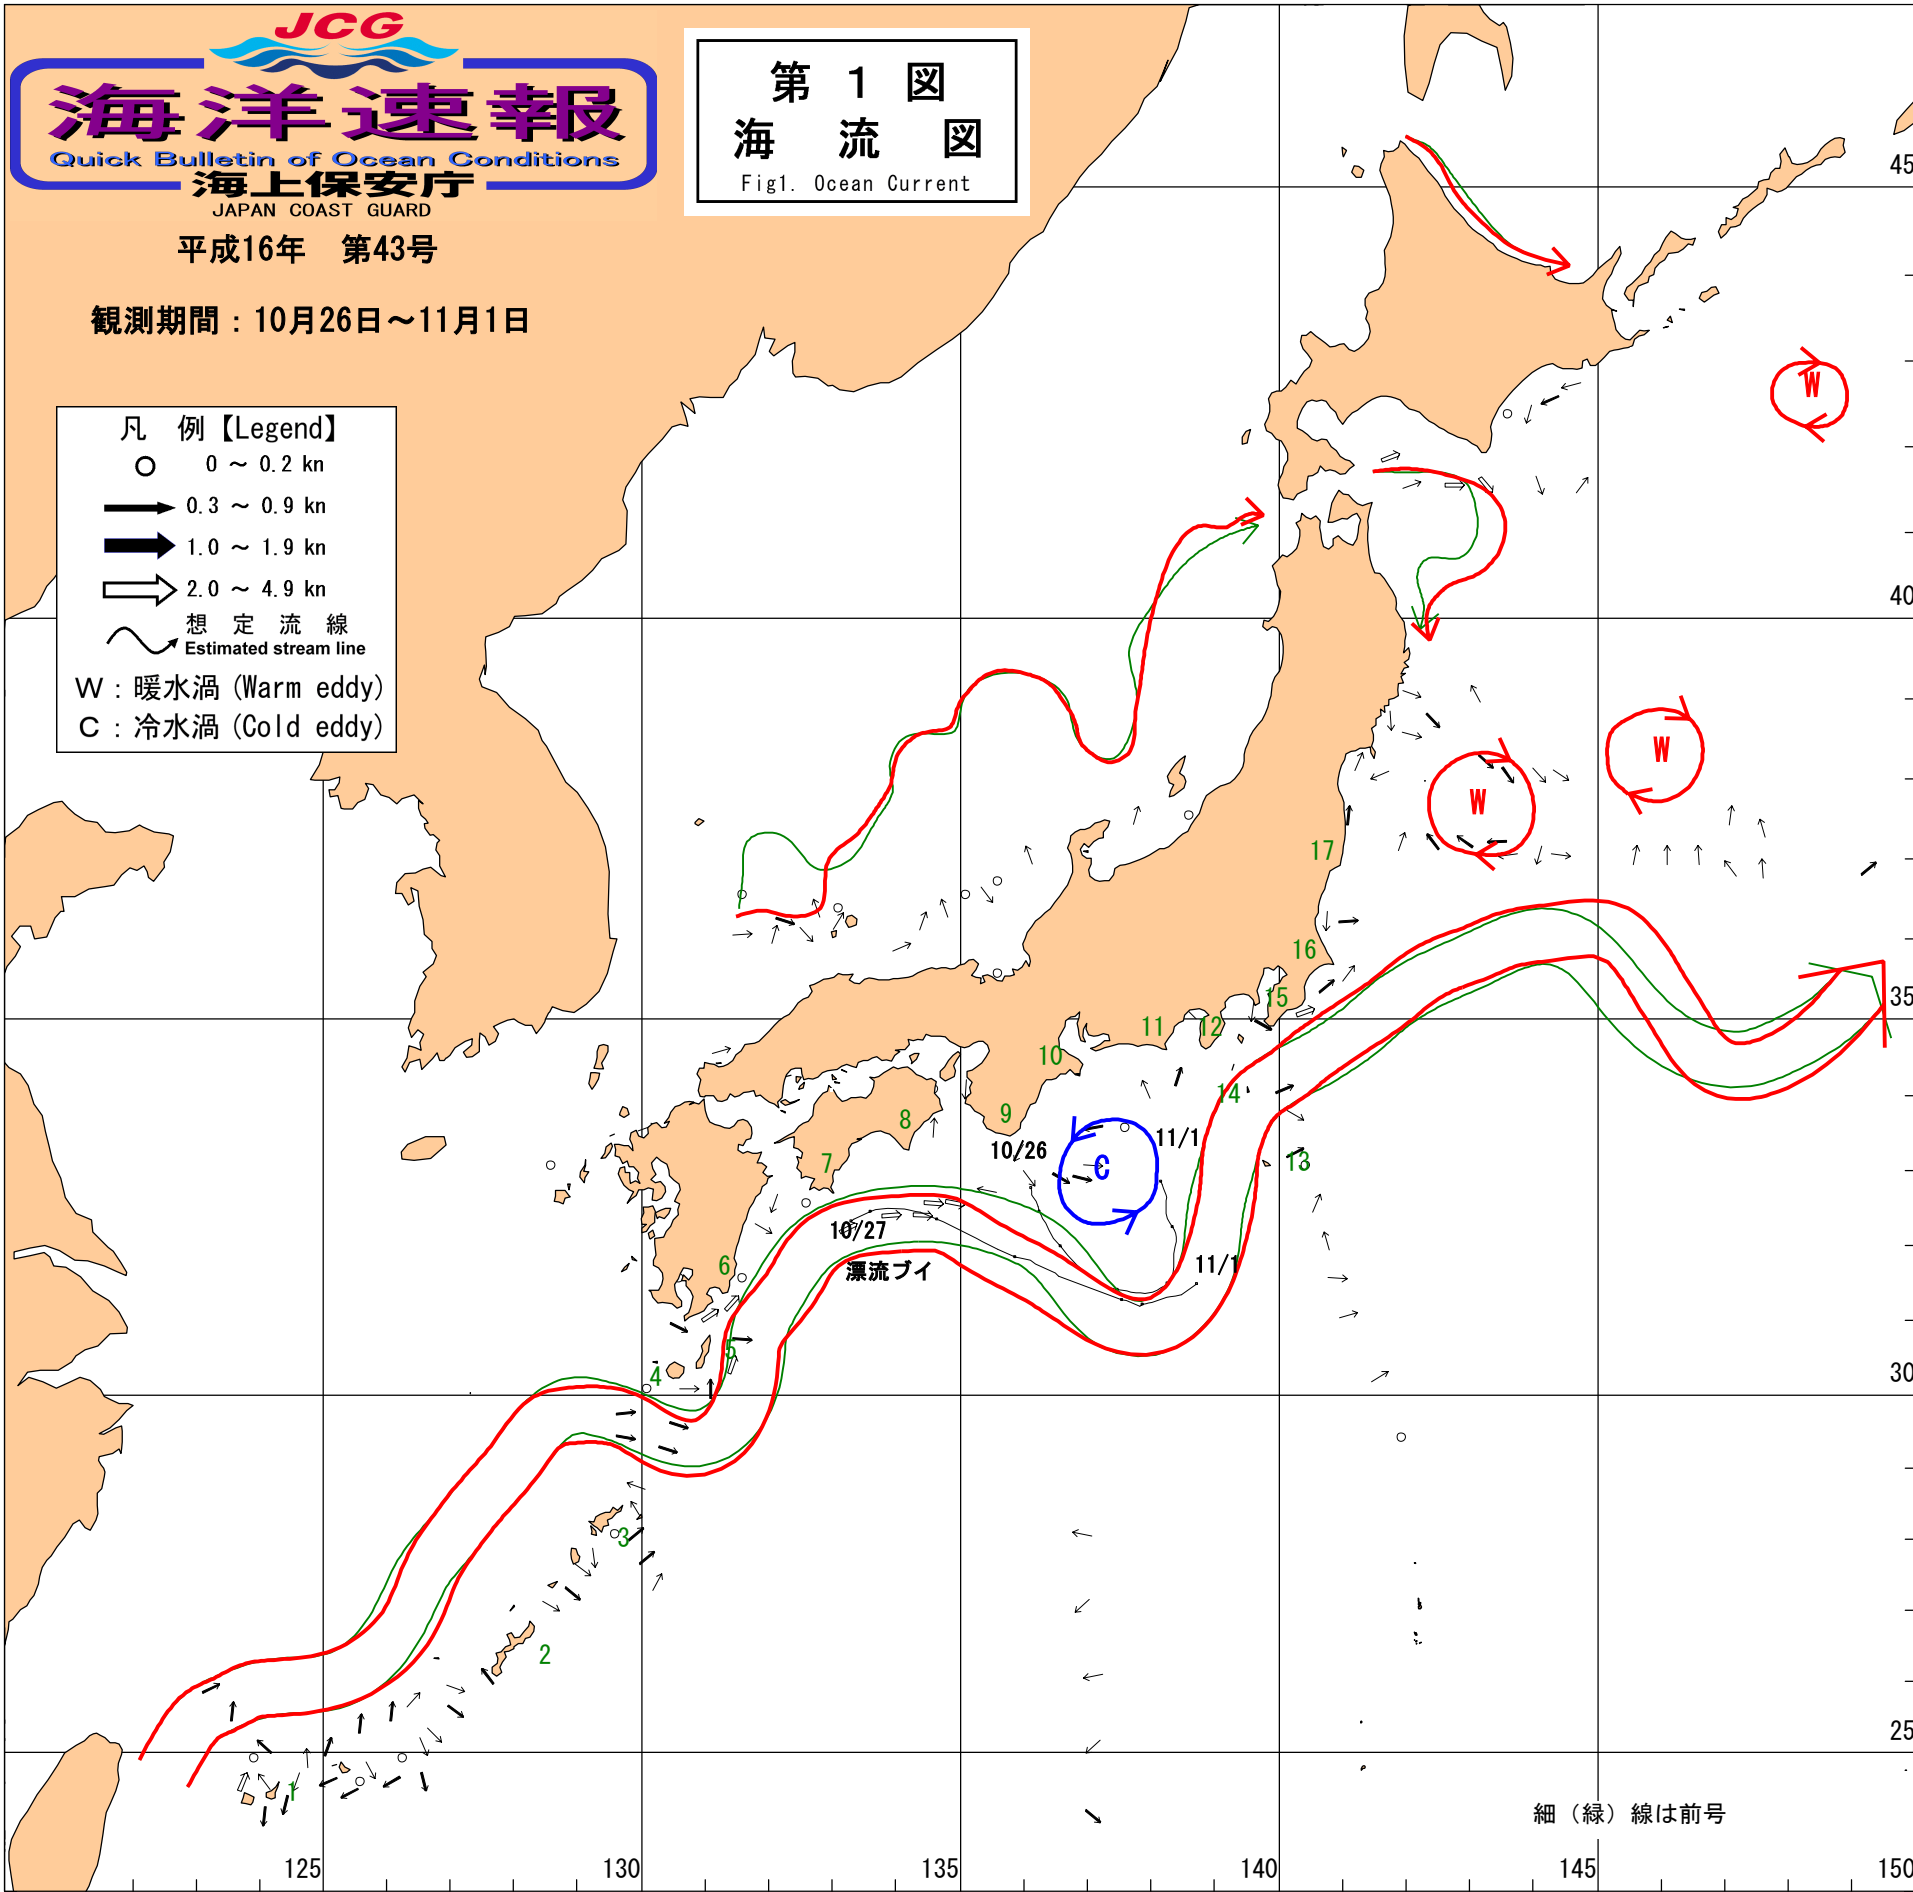 JCG
海洋速報
Quick Bulletin of Ocean Conditions
海上保安庁
JAPAN COAST GUARD
平成16年 第43号
観測期間：10月26日～11月1日
第 1 図
海 流 図
Fig1. Ocean Current
凡 例【Legend】
0 ～ 0.2 kn
0.3 ～ 0.9 kn
1.0 ～ 1.9 kn
2.0 ～ 4.9 kn
想 定 流 線
Estimated stream line
W：暖水渦(Warm eddy)
C：冷水渦(Cold eddy)
45
W
40
W
W
17
16
35
15
12
11
10
14
9
8
10/26
11/1
C
13
7
10/27
11/1
漂流ブイ
6
5
4
30
3
2
25
1
細（緑）線は前号
125
130
135
140
145
150